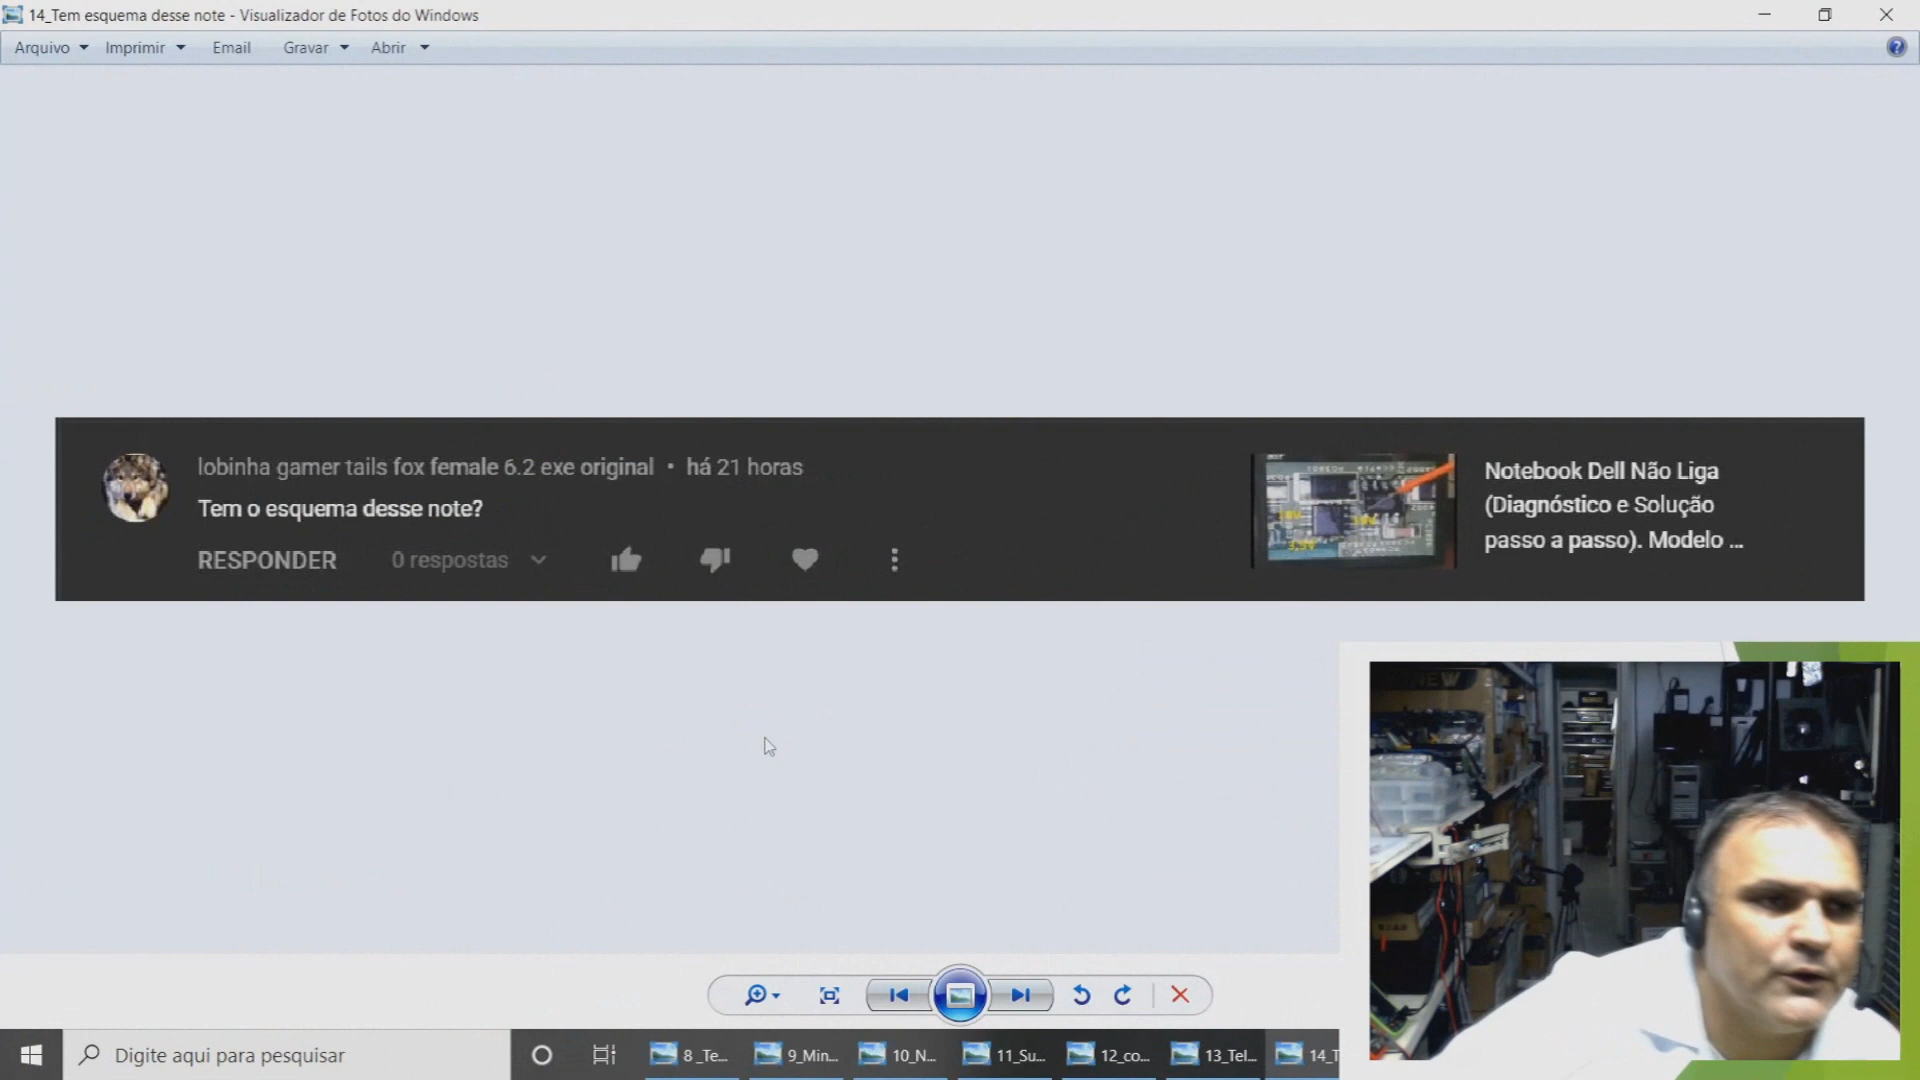 14_Tem esquema desse note - Visualizador de Fotos do Windows
Arquivo Imprimir Email Gravar Abrir
lobinha gamer tails fox female 6.2 exe original • há 21 horas
Tem o esquema desse note?
RESPONDER 0 respostas
Notebook Dell Não Liga
(Diagnóstico e Solução
passo a passo). Modelo ...
Digite aqui para pesquisar
8 _Te... 9_Min... 10_N... 11_Su... 12_co... 13_Tel... 14_T